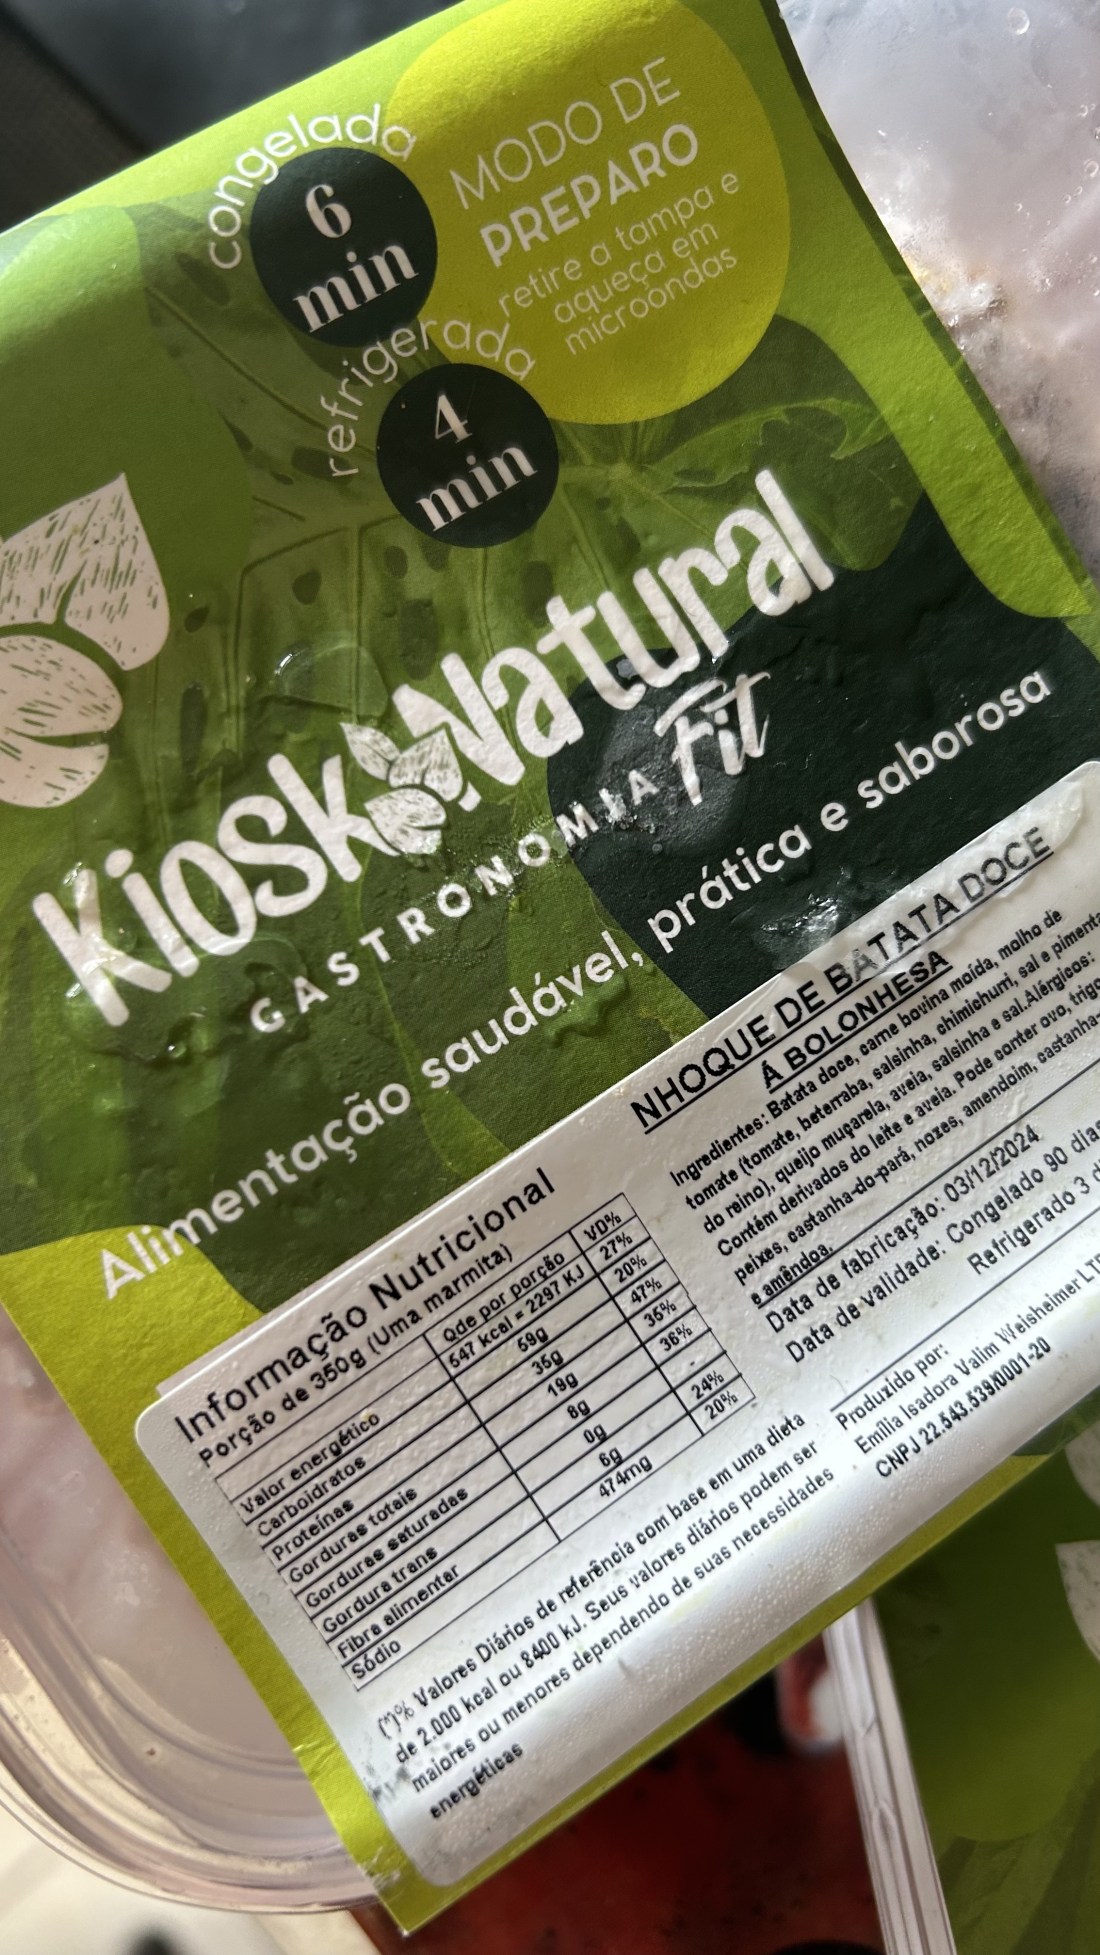 congelada
6
min
MODO DE
PREPARO
retire a tampa e
aqueça em
microondas
refrigerada
4
min
Kiosk Natural
GASTRONOMIA Fit
Alimentação saudável, prática e saborosa
NHOQUE DE BATATA DOCE
Á BOLONHESA
Ingredientes: Batata doce, carne bovina moída, molho de
tomate (tomate, beterraba, salsinha, chimichurri, sal e pimenta
do reino), queijo muçarela, aveia, salsinha e sal. Alérgicos:
Contém derivados do leite e aveia. Pode conter ovo, trigo
peixes, castanha-do-pará, nozes, amendoim, castanha-
e amêndoa.
Data de fabricação: 03/12/2024
Data de validade: Congelado 90 dias
Refrigerado 3
Produzido por:
Emília Isadora Valim Weisheimer
CNPJ 22.543.539/0001-20
Informação Nutricional
Porção de 350g (Uma marmita)
Qde por porção VD%
Valor energético 547 kcal = 2297 KJ 27%
Carboidratos 59g 20%
Proteínas 35g 47%
Gorduras totais 19g 35%
Gorduras saturadas 8g 36%
Gordura trans 0g -
Fibra alimentar 6g 24%
Sódio 474mg 20%
(*)% Valores Diários de referência com base em uma dieta
de 2.000 kcal ou 8400 kJ. Seus valores diários podem ser
maiores ou menores dependendo de suas necessidades
energéticas